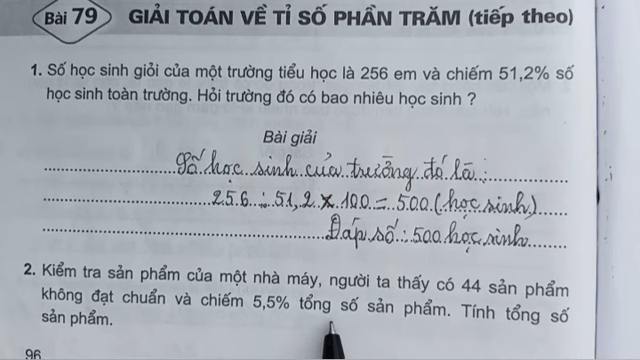 Bài 79 GIẢI TOÁN VỀ TỈ SỐ PHẦN TRĂM (tiếp theo)
1. Số học sinh giỏi của một trường tiểu học là 256 em và chiếm 51,2% số
học sinh toàn trường. Hỏi trường đó có bao nhiêu học sinh ?
Bài giải
Số học sinh của trường đó là :
256 : 51,2 x 100 = 500 (học sinh)
Đáp số : 500 học sinh
2. Kiểm tra sản phẩm của một nhà máy, người ta thấy có 44 sản phẩm
không đạt chuẩn và chiếm 5,5% tổng số sản phẩm. Tính tổng số
sản phẩm.
96